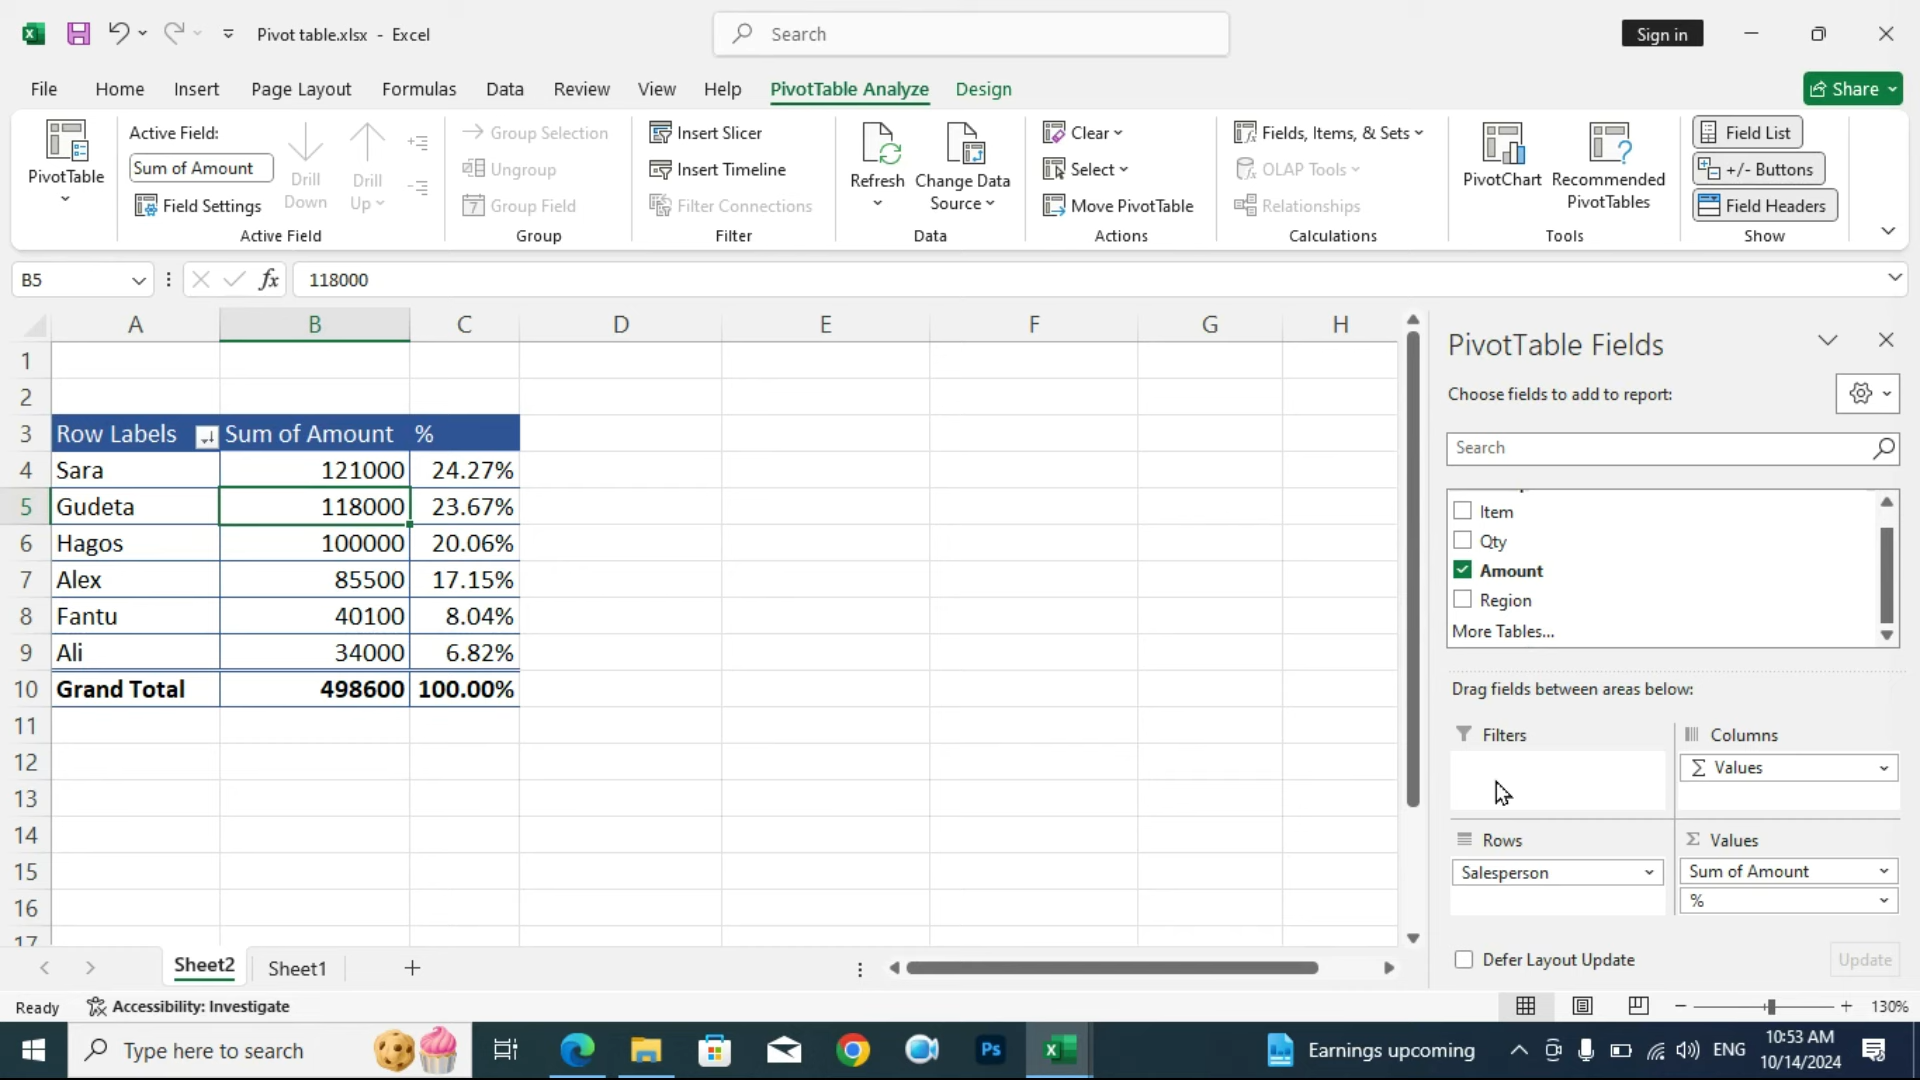 Pivot table.xlsx - Excel
Search
Sign in
File Home Insert Page Layout Formulas Data Review View Help PivotTable Analyze Design
Share
PivotTable
Active Field:
Sum of Amount
Field Settings
Drill Down
Drill Up
Active Field
Group Selection
Ungroup
7 Group Field
Group
Insert Slicer
Insert Timeline
Filter Connections
Filter
Refresh
Change Data Source
Data
Clear
Select
Move PivotTable
Actions
Fields, Items, & Sets
OLAP Tools
Relationships
Calculations
PivotChart
Recommended PivotTables
Tools
Field List
+/- Buttons
Field Headers
Show
B5 fx 118000
A B C D E F G H
1
2
3 Row Labels Sum of Amount %
4 Sara 121000 24.27%
5 Gudeta 118000 23.67%
6 Hagos 100000 20.06%
7 Alex 85500 17.15%
8 Fantu 40100 8.04%
9 Ali 34000 6.82%
10 Grand Total 498600 100.00%
11
12
13
14
15
16
17
PivotTable Fields
Choose fields to add to report:
Search
Item
Qty
Amount
Region
More Tables...
Drag fields between areas below:
Filters
Columns
Σ Values
Rows
Salesperson
Σ Values
Sum of Amount
%
Defer Layout Update
Update
Sheet2 Sheet1
Ready
Accessibility: Investigate
130%
Type here to search
Ps
Earnings upcoming
ENG
10:53 AM
10/14/2024